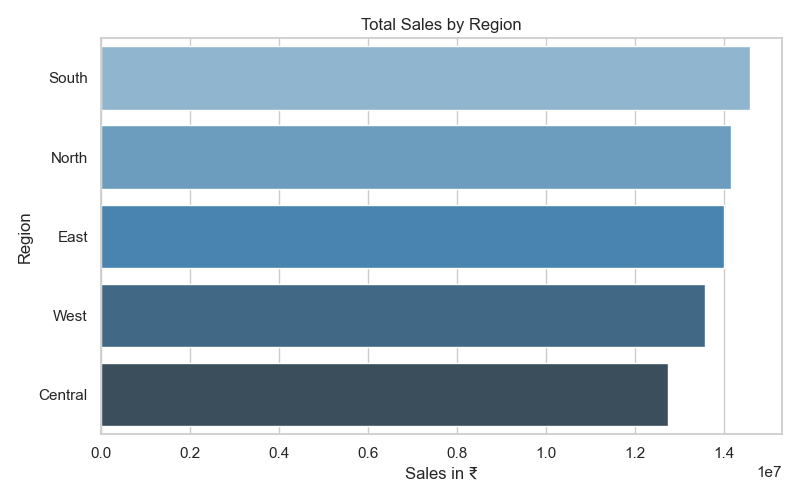 Total Sales by Region
South
North
East
West
Central
Region
0.0 0.2 0.4 0.6 0.8 1.0 1.2 1.4
1e7
Sales in ₹